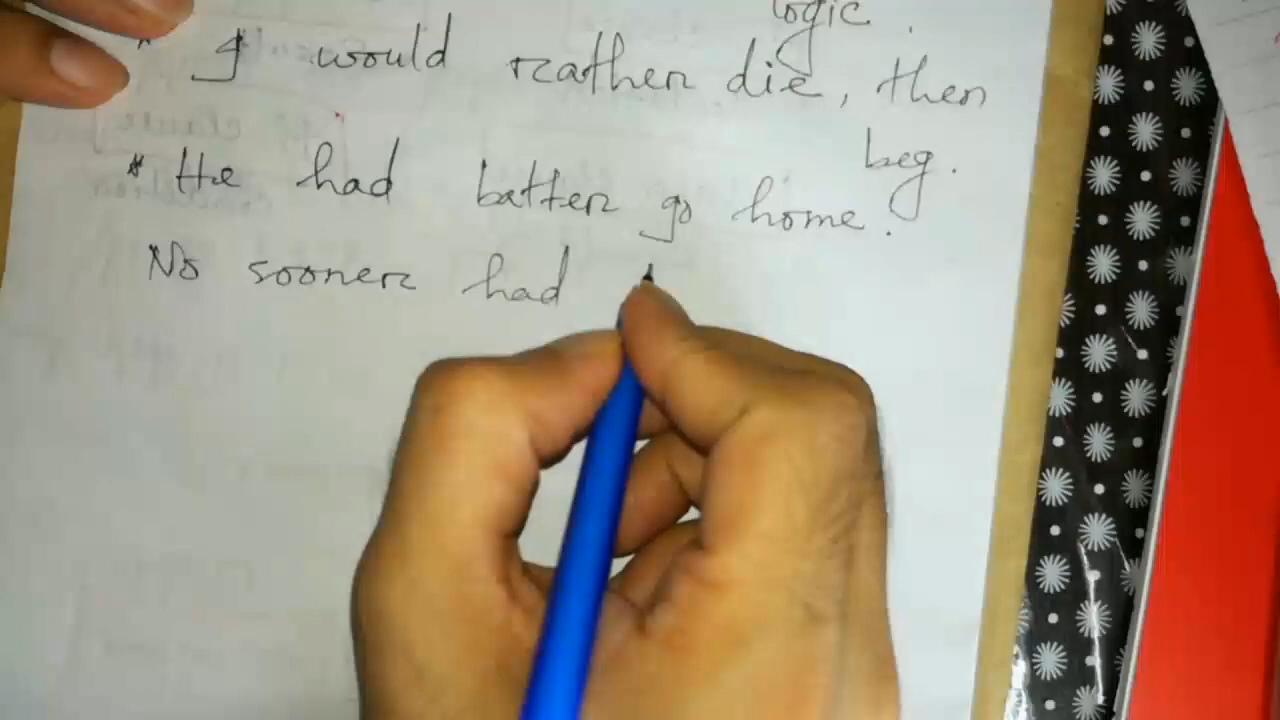 logic.
* I would rather die, then
beg.
* He had batter go home.
No sooner had